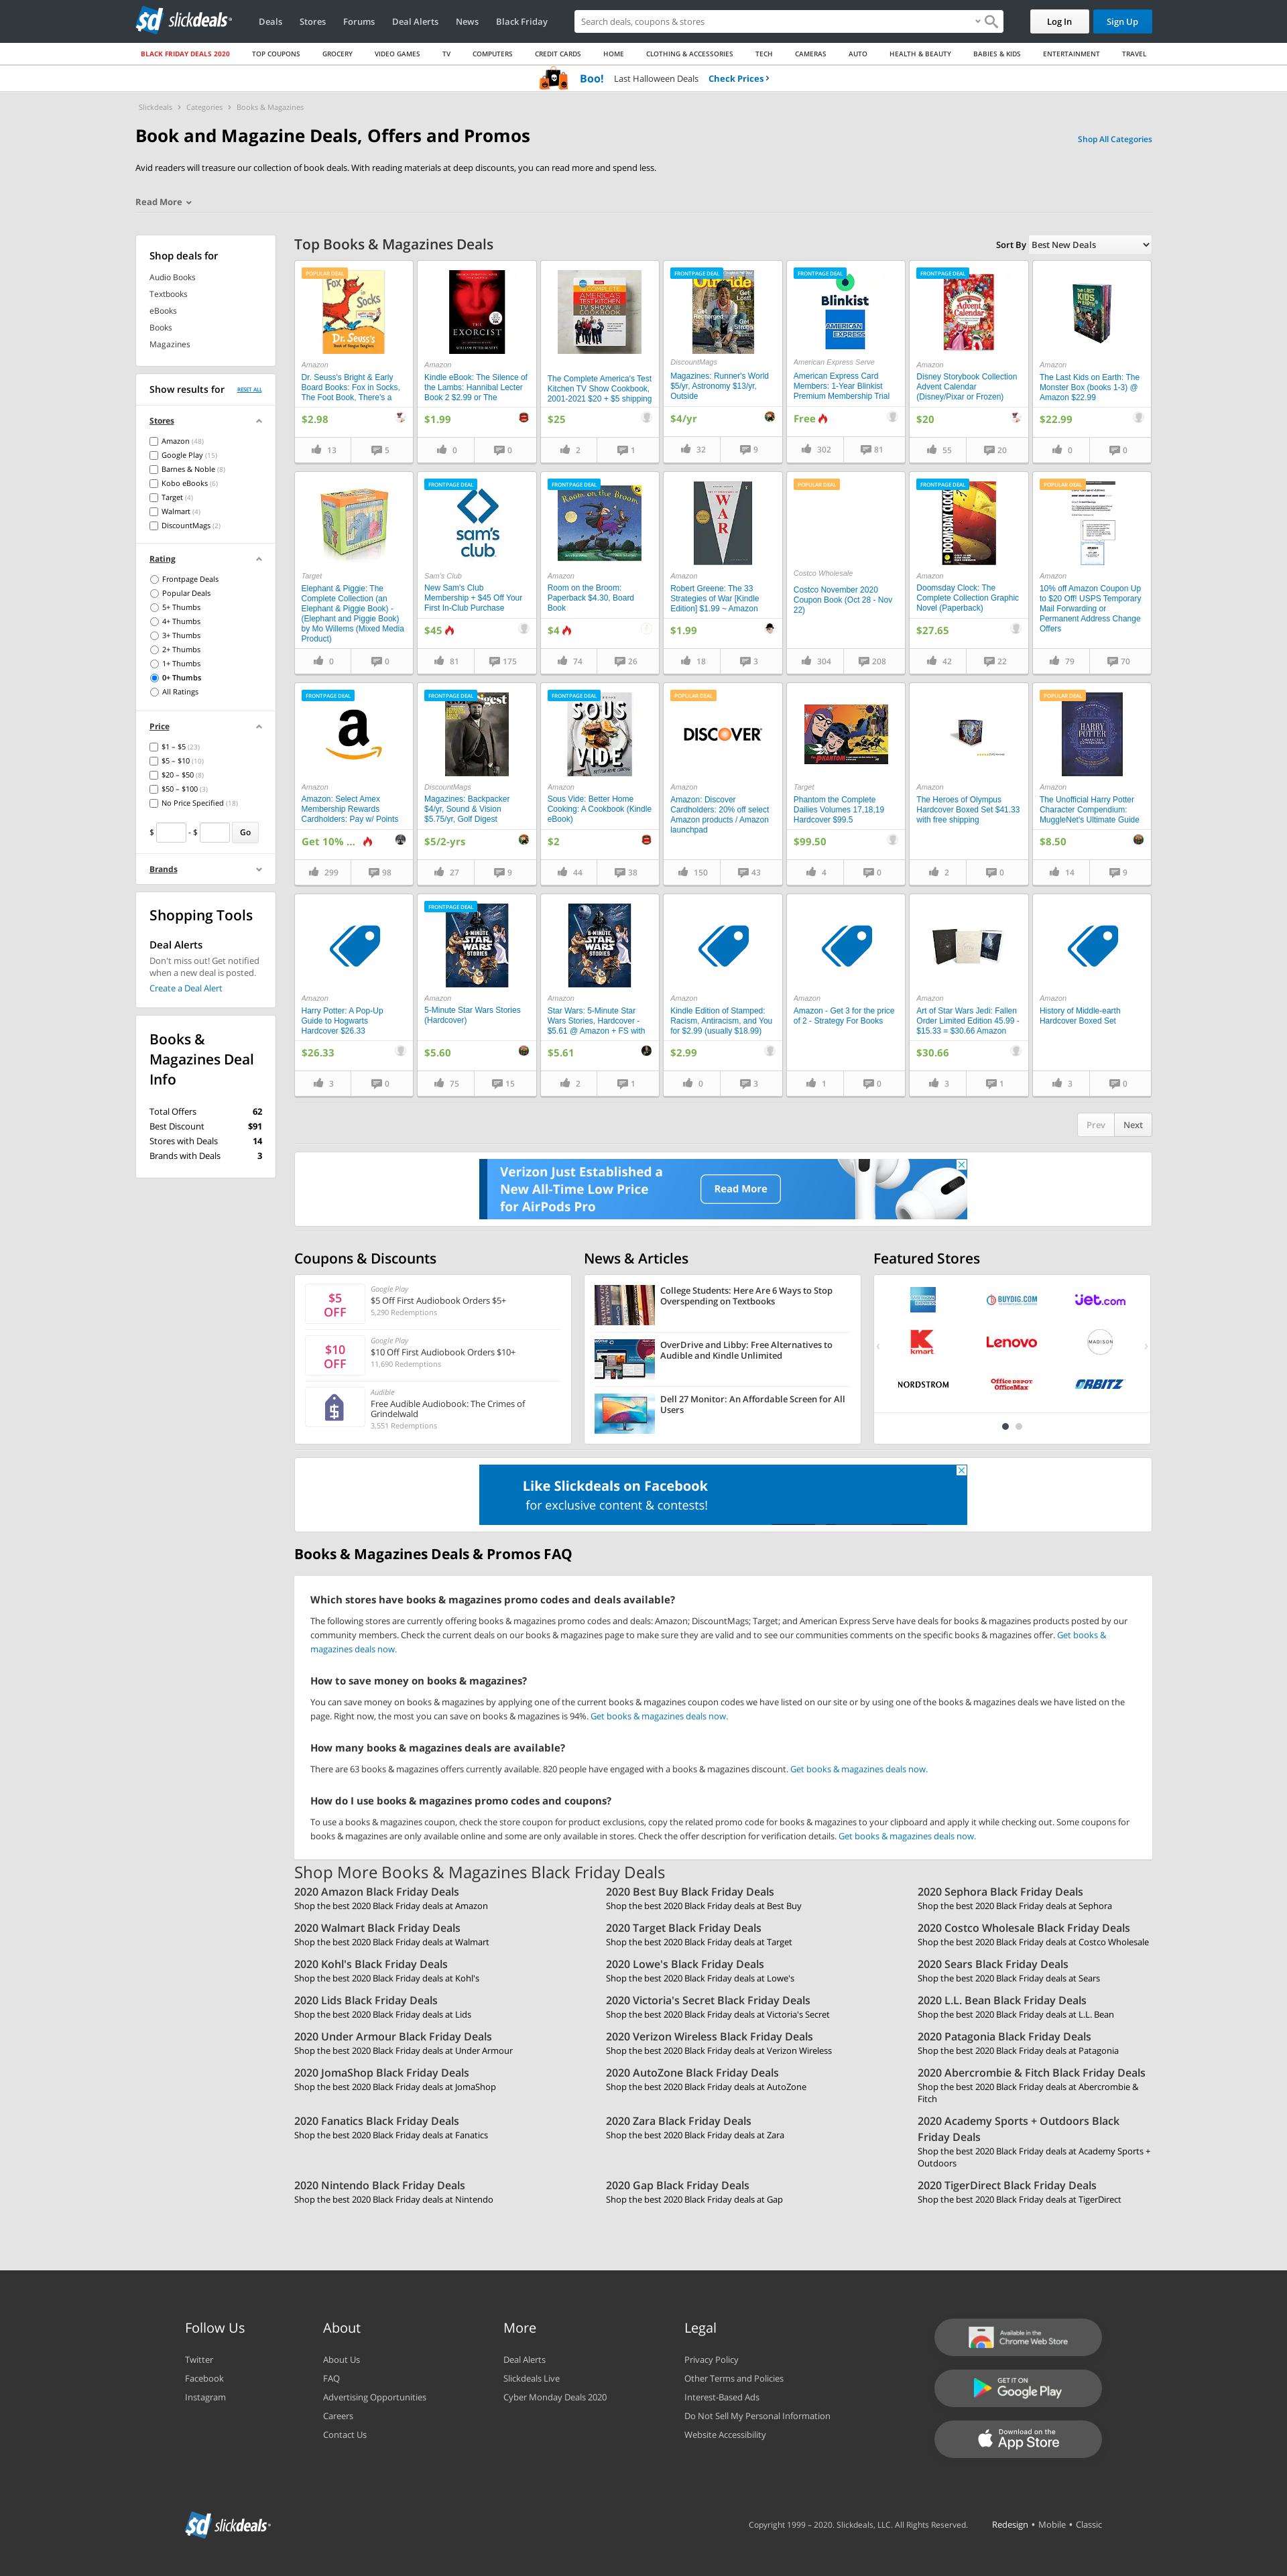 slickdeals
Deals Stores Forums Deal Alerts News Black Friday
Search deals, coupons & stores
Log In Sign Up
BLACK FRIDAY DEALS 2020 TOP COUPONS GROCERY VIDEO GAMES TV COMPUTERS CREDIT CARDS HOME CLOTHING & ACCESSORIES TECH CAMERAS AUTO HEALTH & BEAUTY BABIES & KIDS ENTERTAINMENT TRAVEL
Boo! Last Halloween Deals Check Prices
Slickdeals > Categories > Books & Magazines
Book and Magazine Deals, Offers and Promos
Shop All Categories
Avid readers will treasure our collection of book deals. With reading materials at deep discounts, you can read more and spend less.
Read More
Shop deals for
Audio Books
Textbooks
eBooks
Books
Magazines
Show results for RESET ALL
Stores
Amazon (48)
Google Play (15)
Barnes & Noble (8)
Kobo eBooks (6)
Target (4)
Walmart (4)
DiscountMags (2)
Rating
Frontpage Deals
Popular Deals
5+ Thumbs
4+ Thumbs
3+ Thumbs
2+ Thumbs
1+ Thumbs
0+ Thumbs
All Ratings
Price
$1 – $5 (23)
$5 – $10 (10)
$20 – $50 (8)
$50 – $100 (3)
No Price Specified (18)
$ - $ Go
Brands
Shopping Tools
Deal Alerts
Don't miss out! Get notified
when a new deal is posted.
Create a Deal Alert
Books &
Magazines Deal
Info
Total Offers 62
Best Discount $91
Stores with Deals 14
Brands with Deals 3
Top Books & Magazines Deals
Sort By Best New Deals
POPULAR DEAL
Amazon
Dr. Seuss's Bright & Early
Board Books: Fox in Socks,
The Foot Book, There's a
$2.98
13 5
Amazon
Kindle eBook: The Silence of
the Lambs: Hannibal Lecter
Book 2 $2.99 or The
$1.99
0 0
The Complete America's Test
Kitchen TV Show Cookbook,
2001-2021 $20 + $5 shipping
$25
2 1
FRONTPAGE DEAL
DiscountMags
Magazines: Runner's World
$5/yr, Astronomy $13/yr,
Outside
$4/yr
32 9
FRONTPAGE DEAL
Blinkist
AMERICAN EXPRESS
American Express Serve
American Express Card
Members: 1-Year Blinkist
Premium Membership Trial
Free
302 81
FRONTPAGE DEAL
Amazon
Disney Storybook Collection
Advent Calendar
(Disney/Pixar or Frozen)
$20
55 20
Amazon
The Last Kids on Earth: The
Monster Box (books 1-3) @
Amazon $22.99
$22.99
0 0
Target
Elephant & Piggie: The
Complete Collection (an
Elephant & Piggie Book) -
(Elephant and Piggie Book)
by Mo Willems (Mixed Media
Product)
0 0
FRONTPAGE DEAL
sam's club
Sam's Club
New Sam's Club
Membership + $45 Off Your
First In-Club Purchase
$45
81 175
FRONTPAGE DEAL
Room on the Broom
Amazon
Room on the Broom:
Paperback $4.30, Board
Book
$4
74 26
WAR
Amazon
Robert Greene: The 33
Strategies of War [Kindle
Edition] $1.99 ~ Amazon
$1.99
18 3
POPULAR DEAL
Costco Wholesale
Costco November 2020
Coupon Book (Oct 28 - Nov
22)
304 208
FRONTPAGE DEAL
DOOMSDAY CLOCK
Amazon
Doomsday Clock: The
Complete Collection Graphic
Novel (Paperback)
$27.65
42 22
POPULAR DEAL
Amazon
10% off Amazon Coupon Up
to $20 Off! USPS Temporary
Mail Forwarding or
Permanent Address Change
Offers
79 70
FRONTPAGE DEAL
Amazon
Amazon: Select Amex
Membership Rewards
Cardholders: Pay w/ Points
Get 10% ...
299 98
FRONTPAGE DEAL
DiscountMags
Magazines: Backpacker
$4/yr, Sound & Vision
$5.75/yr, Golf Digest
$5/2-yrs
27 9
FRONTPAGE DEAL
SOUS VIDE
Amazon
Sous Vide: Better Home
Cooking: A Cookbook (Kindle
eBook)
$2
44 38
POPULAR DEAL
DISCOVER
Amazon
Amazon: Discover
Cardholders: 20% off select
Amazon products / Amazon
launchpad
150 43
Target
Phantom the Complete
Dailies Volumes 17,18,19
Hardcover $99.5
$99.50
4 0
Amazon
The Heroes of Olympus
Hardcover Boxed Set $41.33
with free shipping
2 0
POPULAR DEAL
HARRY POTTER
Amazon
The Unofficial Harry Potter
Character Compendium:
MuggleNet's Ultimate Guide
$8.50
14 9
Amazon
Harry Potter: A Pop-Up
Guide to Hogwarts
Hardcover $26.33
$26.33
3 0
FRONTPAGE DEAL
STAR WARS STORIES
Amazon
5-Minute Star Wars Stories
(Hardcover)
$5.60
75 15
STAR WARS STORIES
Amazon
Star Wars: 5-Minute Star
Wars Stories, Hardcover -
$5.61 @ Amazon + FS with
$5.61
2 1
Amazon
Kindle Edition of Stamped:
Racism, Antiracism, and You
for $2.99 (usually $18.99)
$2.99
0 3
Amazon
Amazon - Get 3 for the price
of 2 - Strategy For Books
1 0
Amazon
Art of Star Wars Jedi: Fallen
Order Limited Edition 45.99 -
$15.33 = $30.66 Amazon
$30.66
3 1
Amazon
History of Middle-earth
Hardcover Boxed Set
3 0
Prev Next
Verizon Just Established a
New All-Time Low Price
for AirPods Pro
Read More
Coupons & Discounts
$5 OFF
Google Play
$5 Off First Audiobook Orders $5+
5,290 Redemptions
$10 OFF
Google Play
$10 Off First Audiobook Orders $10+
11,690 Redemptions
Audible
Free Audible Audiobook: The Crimes of
Grindelwald
3,551 Redemptions
News & Articles
College Students: Here Are 6 Ways to Stop
Overspending on Textbooks
OverDrive and Libby: Free Alternatives to
Audible and Kindle Unlimited
Dell 27 Monitor: An Affordable Screen for All
Users
Featured Stores
BUYDIG.COM jet.com
Kmart Lenovo MADISON
NORDSTROM Office DEPOT OfficeMax ORBITZ
Like Slickdeals on Facebook
for exclusive content & contests!
Books & Magazines Deals & Promos FAQ
Which stores have books & magazines promo codes and deals available?
The following stores are currently offering books & magazines promo codes and deals: Amazon; DiscountMags; Target; and American Express Serve have deals for books & magazines products posted by our
community members. Check the current deals on our books & magazines page to make sure they are valid and to see our communities comments on the specific books & magazines offer. Get books &
magazines deals now.
How to save money on books & magazines?
You can save money on books & magazines by applying one of the current books & magazines coupon codes we have listed on our site or by using one of the books & magazines deals we have listed on the
page. Right now, the most you can save on books & magazines is 94%. Get books & magazines deals now.
How many books & magazines deals are available?
There are 63 books & magazines offers currently available. 820 people have engaged with a books & magazines discount. Get books & magazines deals now.
How do I use books & magazines promo codes and coupons?
To use a books & magazines coupon, check the store coupon for product exclusions, copy the related promo code for books & magazines to your clipboard and apply it while checking out. Some coupons for
books & magazines are only available online and some are only available in stores. Check the offer description for verification details. Get books & magazines deals now.
Shop More Books & Magazines Black Friday Deals
2020 Amazon Black Friday Deals
Shop the best 2020 Black Friday deals at Amazon
2020 Best Buy Black Friday Deals
Shop the best 2020 Black Friday deals at Best Buy
2020 Sephora Black Friday Deals
Shop the best 2020 Black Friday deals at Sephora
2020 Walmart Black Friday Deals
Shop the best 2020 Black Friday deals at Walmart
2020 Target Black Friday Deals
Shop the best 2020 Black Friday deals at Target
2020 Costco Wholesale Black Friday Deals
Shop the best 2020 Black Friday deals at Costco Wholesale
2020 Kohl's Black Friday Deals
Shop the best 2020 Black Friday deals at Kohl's
2020 Lowe's Black Friday Deals
Shop the best 2020 Black Friday deals at Lowe's
2020 Sears Black Friday Deals
Shop the best 2020 Black Friday deals at Sears
2020 Lids Black Friday Deals
Shop the best 2020 Black Friday deals at Lids
2020 Victoria's Secret Black Friday Deals
Shop the best 2020 Black Friday deals at Victoria's Secret
2020 L.L. Bean Black Friday Deals
Shop the best 2020 Black Friday deals at L.L. Bean
2020 Under Armour Black Friday Deals
Shop the best 2020 Black Friday deals at Under Armour
2020 Verizon Wireless Black Friday Deals
Shop the best 2020 Black Friday deals at Verizon Wireless
2020 Patagonia Black Friday Deals
Shop the best 2020 Black Friday deals at Patagonia
2020 JomaShop Black Friday Deals
Shop the best 2020 Black Friday deals at JomaShop
2020 AutoZone Black Friday Deals
Shop the best 2020 Black Friday deals at AutoZone
2020 Abercrombie & Fitch Black Friday Deals
Shop the best 2020 Black Friday deals at Abercrombie &
Fitch
2020 Fanatics Black Friday Deals
Shop the best 2020 Black Friday deals at Fanatics
2020 Zara Black Friday Deals
Shop the best 2020 Black Friday deals at Zara
2020 Academy Sports + Outdoors Black
Friday Deals
Shop the best 2020 Black Friday deals at Academy Sports +
Outdoors
2020 Nintendo Black Friday Deals
Shop the best 2020 Black Friday deals at Nintendo
2020 Gap Black Friday Deals
Shop the best 2020 Black Friday deals at Gap
2020 TigerDirect Black Friday Deals
Shop the best 2020 Black Friday deals at TigerDirect
Follow Us
Twitter
Facebook
Instagram
About
About Us
FAQ
Advertising Opportunities
Careers
Contact Us
More
Deal Alerts
Slickdeals Live
Cyber Monday Deals 2020
Legal
Privacy Policy
Other Terms and Policies
Interest-Based Ads
Do Not Sell My Personal Information
Website Accessibility
Available in the
Chrome Web Store
GET IT ON
Google Play
Download on the
App Store
slickdeals
Copyright 1999 – 2020. Slickdeals, LLC. All Rights Reserved. Redesign • Mobile • Classic